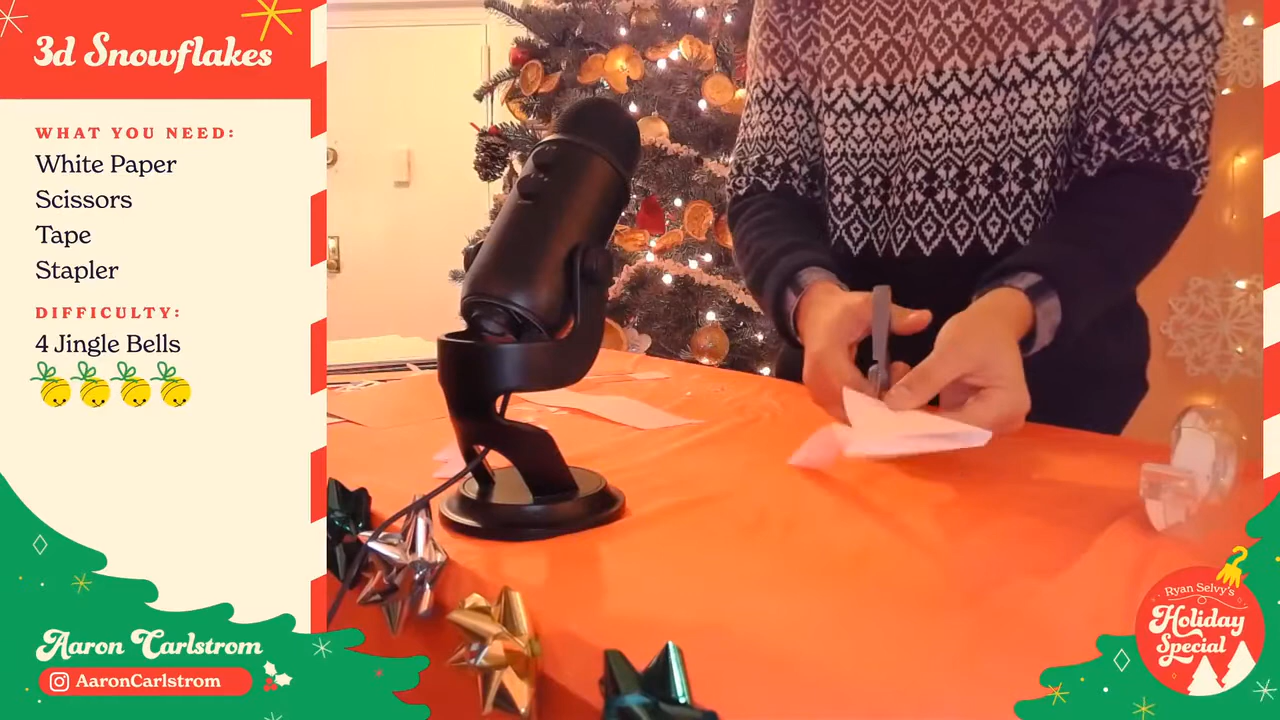 3d Snowflakes
WHAT YOU NEED:
White Paper
Scissors
Tape
Stapler
DIFFICULTY:
4 Jingle Bells
Aaron Carlstrom
AaronCarlstrom
Ryan Selvy's
Holiday
Special